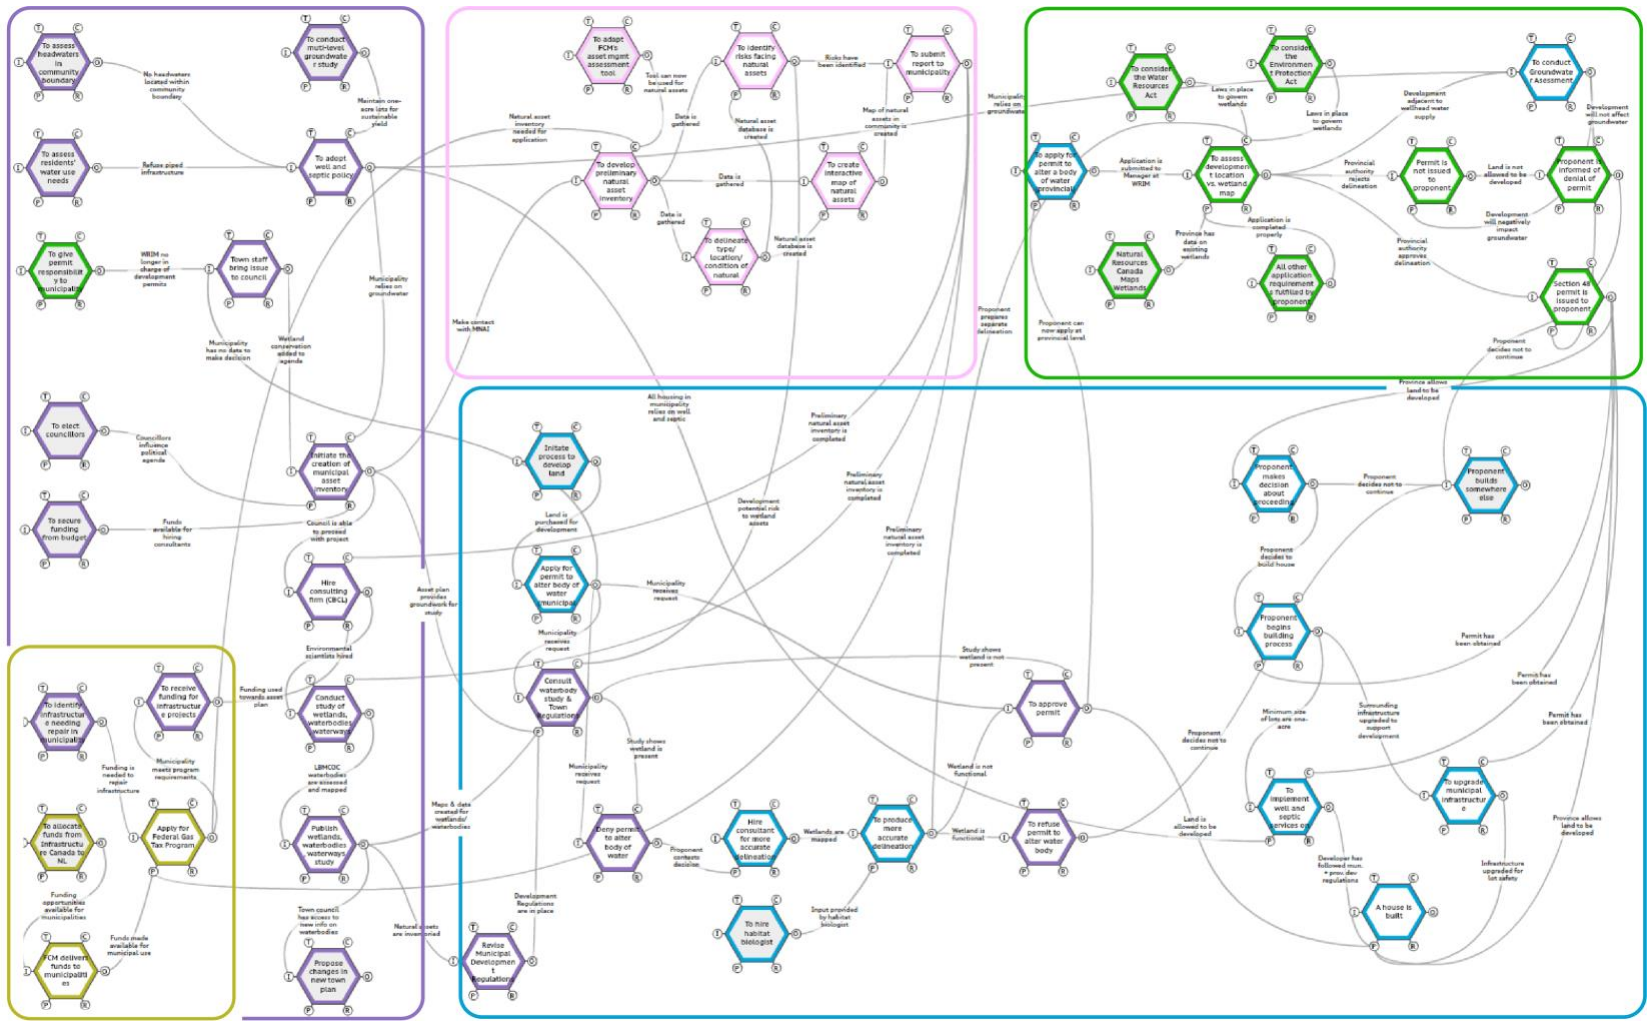 To assess
headwaters
in
community
boundary
No headwaters
located within
community
boundary
To conduct
muti-level
groundwate
r study
Maintain one-
acre lots for
sustainable
yield
To assess
residents'
water use
needs
Refuse piped
infrastructure
To adopt
well and
septic policy
To give
permit
responsibilit
y to
municipality
WRIM no
longer in
charge of
development
permits
Town staff
bring issue
to council
Municipality
relies on
groundwater
Municipality
has no data to
make decision
Wetland
conservation
added to
agenda
To elect
councillors
Councillors
influence
political
agenda
Initiate the
creation of
municipal
asset
inventory
To secure
funding
from budget
Funds
available for
hiring
consultants
Council is able
to proceed
with project
Hire
consulting
firm (CBCL)
Asset plan
provides
groundwork for
study
Environmental
scientists hired
Conduct
study of
wetlands,
waterbodies
waterways
LBMCOC
waterbodies
are assessed
and mapped
Publish
wetlands,
waterbodies
waterways
study
Maps & data
created for
wetlands/
waterbodies
Town council
has access to
new info on
waterbodies
Natural assets
are inventoried
Propose
changes in
new town
plan
To identify
infrastructur
e needing
repair in
municipality
To receive
funding for
infrastructur
e projects
Funding used
towards asset
plan
Funding is
needed to
repair
infrastructure
Municipality
meets program
requirements
To allocate
funds from
Infrastructu
re Canada to
NL
Apply for
Federal Gas
Tax Program
Funding
opportunities
available for
municipalities
FCM delivers
funds to
municipaliti
es
Funds made
available for
municipal use
To adapt
FCM's
asset mgmt
assessment
tool
Tool can now
be used for
natural assets
To identify
risks facing
natural
assets
Risks have
been identified
To submit
report to
municipality
Natural asset
inventory
needed for
application
Data is
gathered
Natural asset
database is
created
Map of natural
assets in
community is
created
To develop
preliminary
natural
asset
inventory
Data is
gathered
To create
interactive
map of
natural
assets
Data is
gathered
To delineate
type/
location/
condition of
natural
Natural asset
database is
created
Make contact
with MNAI
Municipality
relies on
groundwater
To consider
the Water
Resources
Act
Laws in place
to govern
wetlands
To consider
the
Environmen
t Protection
Act
Laws in place
to govern
wetlands
Development
adjacent to
wellhead water
supply
To conduct
Groundwate
r Asessment
Development
will not affect
groundwater
To apply for
permit to
alter a body
of water
(provincial)
Application is
submitted to
Manager at
WRIM
To assess
developmen
t location
vs. wetland
map
Provincial
authority
rejects
delineation
Permit is
not issued
to
proponent
Land is not
allowed to be
developed
Proponent is
informed of
denial of
permit
Development
will negatively
impact
groundwater
Province has
data on
existing
wetlands
Application is
completed
properly
Provincial
authority
approves
delineation
Natural
Resources
Canada
Maps
Wetlands
All other
application
requirement
s fulfilled by
proponent
Section 48
permit is
issued to
proponent
Proponent
prepares
separate
delineation
Proponent can
now apply at
provincial level
Proponent
decides not to
continue
Province allows
land to be
developed
All housing in
municipality
relies on well
and septic
Preliminary
natural asset
inventory is
completed
Initate
process to
develop
land
Preliminary
natural asset
inventory is
completed
Land is
purchased for
development
Development
potential risk
to wetland
assets
Preliminary
natural asset
inventory is
completed
Apply for
permit to
alter body of
water
(municipal
Municipality
receives
request
Municipality
receives
request
Consult
waterbody
study &
Town
Regulations
Study shows
wetland is not
present
To approve
permit
Study shows
wetland is
present
Municipality
receives
request
Wetland is not
functional
Deny permit
to alter
body of
water
Proponent
contests
decision
Hire
consultant
for more
accurate
delineation
Wetlands are
mapped
To produce
more
accurate
delineation
Wetland is
functional
To refuse
permit to
alter water
body
Development
Regulations
are in place
Revise
Municipal
Developmen
t
Regulations
To hire
habitat
biologist
Input provided
by habitat
biologist
Proponent
makes
decision
about
proceeding
Proponent
decides not to
continue
Proponent
builds
somewhere
else
Proponent
decides to
build house
Proponent
begins
building
process
Permit has
been obtained
Permit has
been obtained
Permit has
been obtained
Minimum size
of lots are one-
acre
Surrounding
infrastructure
upgraded to
support
development
Proponent
decides not to
continue
To
implement
well and
septic
services on
To upgrade
municipal
infrastructur
e
Land is
allowed to be
developed
Province allows
land to be
developed
Developer has
followed mun.
+ prov. dev
regulations
Infrastructure
upgraded for
lot safety
A house is
built